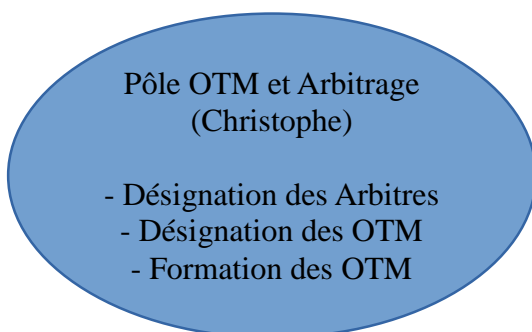 Pôle OTM et Arbitrage
(Christophe)
- Désignation des Arbitres
- Désignation des OTM
- Formation des OTM